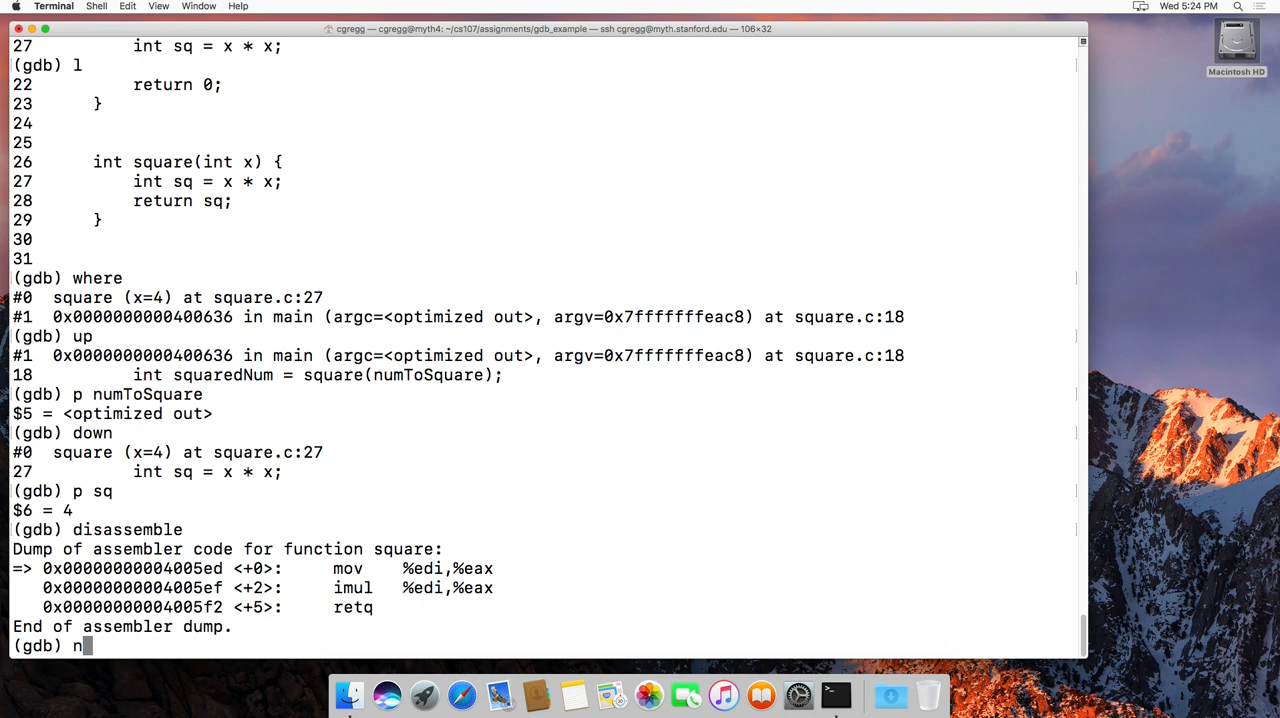 Terminal Shell Edit View Window Help Wed 5:24 PM
cgregg — cgregg@myth4: ~/cs107/assignments/gdb_example — ssh cgregg@myth.stanford.edu — 106×32
Macintosh HD
27 int sq = x * x;
(gdb) l
22 return 0;
23 }
24
25
26 int square(int x) {
27 int sq = x * x;
28 return sq;
29 }
30
31
(gdb) where
#0 square (x=4) at square.c:27
#1 0x0000000000400636 in main (argc=<optimized out>, argv=0x7fffffffeac8) at square.c:18
(gdb) up
#1 0x0000000000400636 in main (argc=<optimized out>, argv=0x7fffffffeac8) at square.c:18
18 int squaredNum = square(numToSquare);
(gdb) p numToSquare
$5 = <optimized out>
(gdb) down
#0 square (x=4) at square.c:27
27 int sq = x * x;
(gdb) p sq
$6 = 4
(gdb) disassemble
Dump of assembler code for function square:
=> 0x00000000004005ed <+0>: mov %edi,%eax
0x00000000004005ef <+2>: imul %edi,%eax
0x00000000004005f2 <+5>: retq
End of assembler dump.
(gdb) n